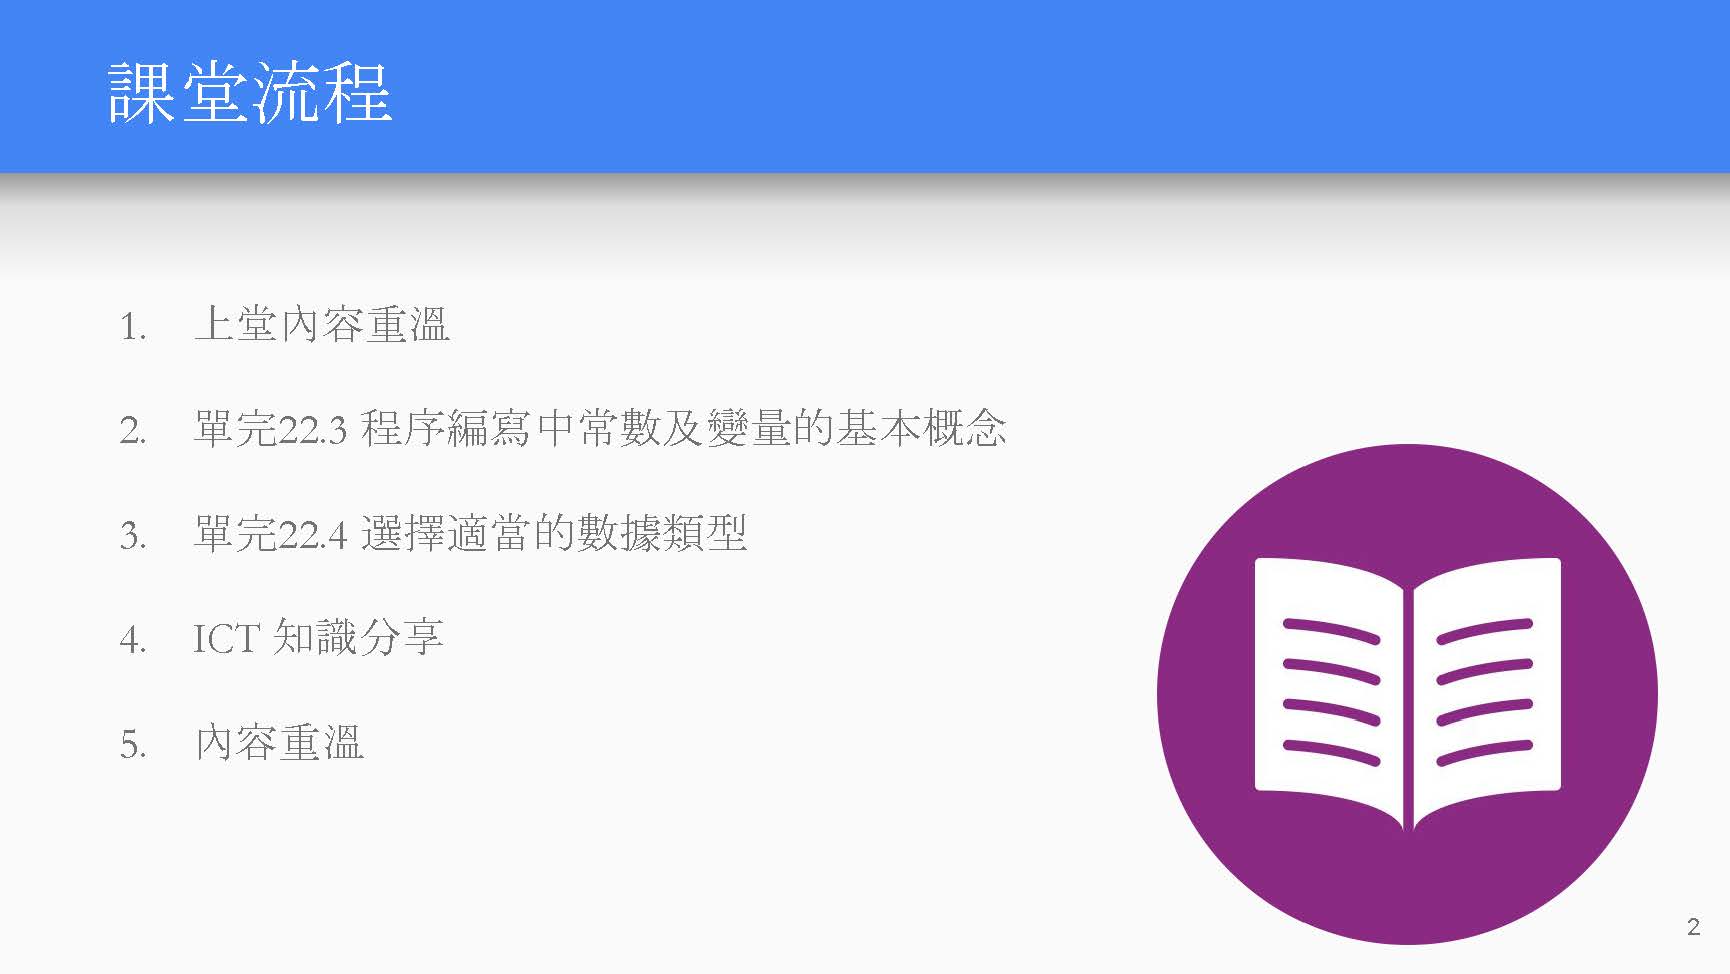 課堂流程
1. 上堂內容重溫
2. 單完22.3 程序編寫中常數及變量的基本概念
3. 單完22.4 選擇適當的數據類型
4. ICT 知識分享
5. 內容重溫
2